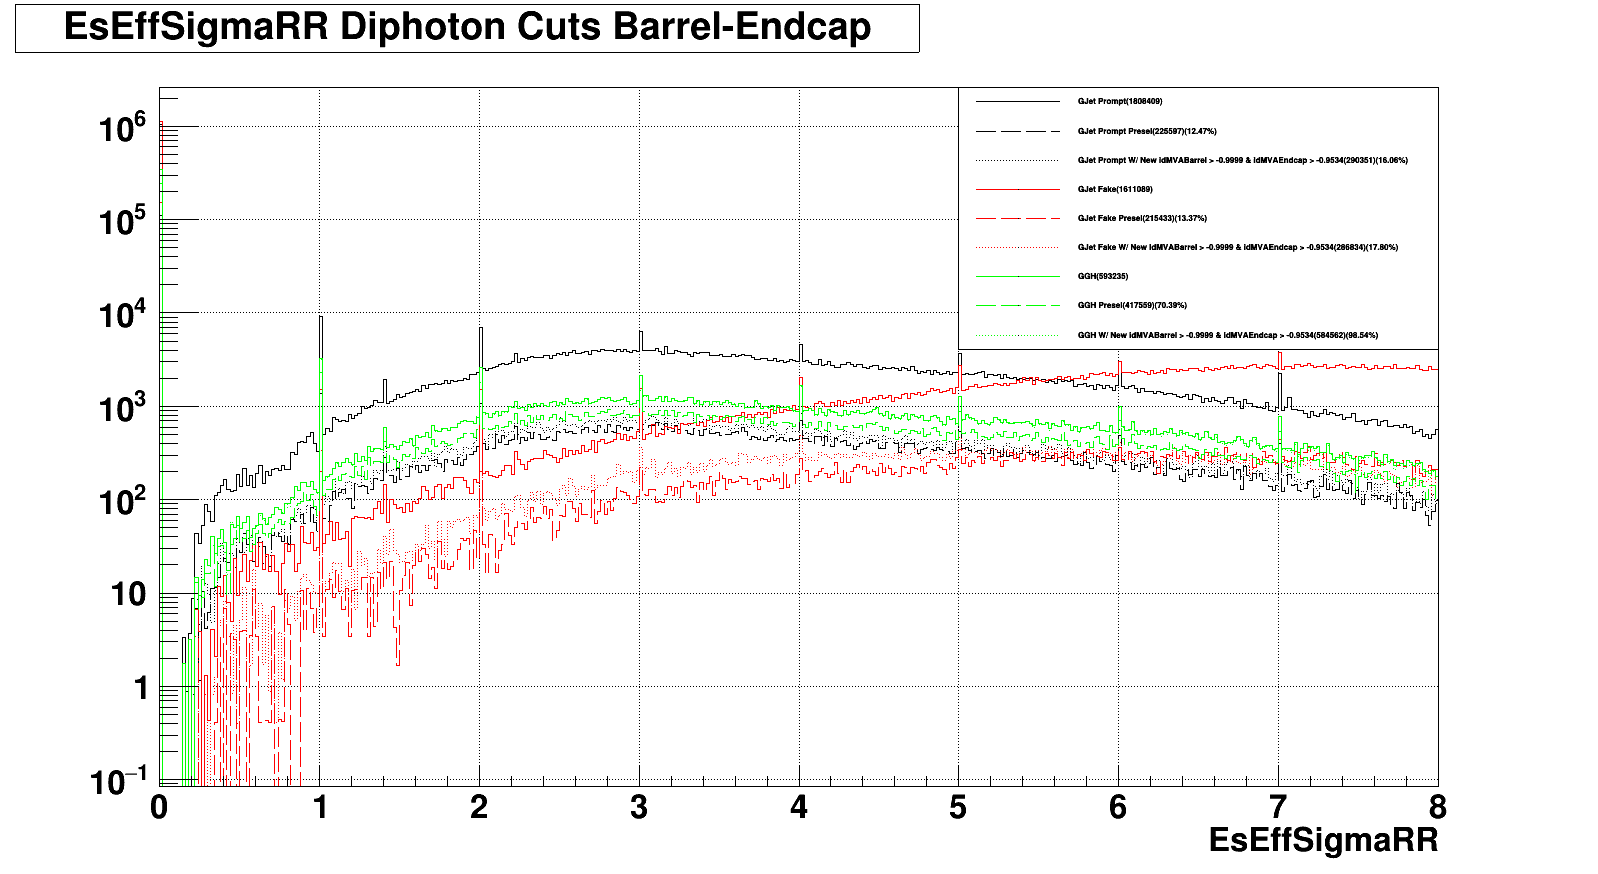 EsEffSigmaRR Diphoton Cuts Barrel-Endcap
GJet Prompt(1808409)
GJet Prompt Presel(225597)(12.47%)
GJet Prompt W/ New IdMVABarrel > -0.9999 & IdMVAEndcap > -0.9534(290351)(16.06%)
GJet Fake(1611089)
GJet Fake Presel(215433)(13.37%)
GJet Fake W/ New IdMVABarrel > -0.9999 & IdMVAEndcap > -0.9534(286834)(17.80%)
GGH(593235)
GGH Presel(417559)(70.39%)
GGH W/ New IdMVABarrel > -0.9999 & IdMVAEndcap > -0.9534(584562)(98.54%)
10^6
10^5
10^4
10^3
10^2
10
1
10^−1
0 1 2 3 4 5 6 7 8
EsEffSigmaRR